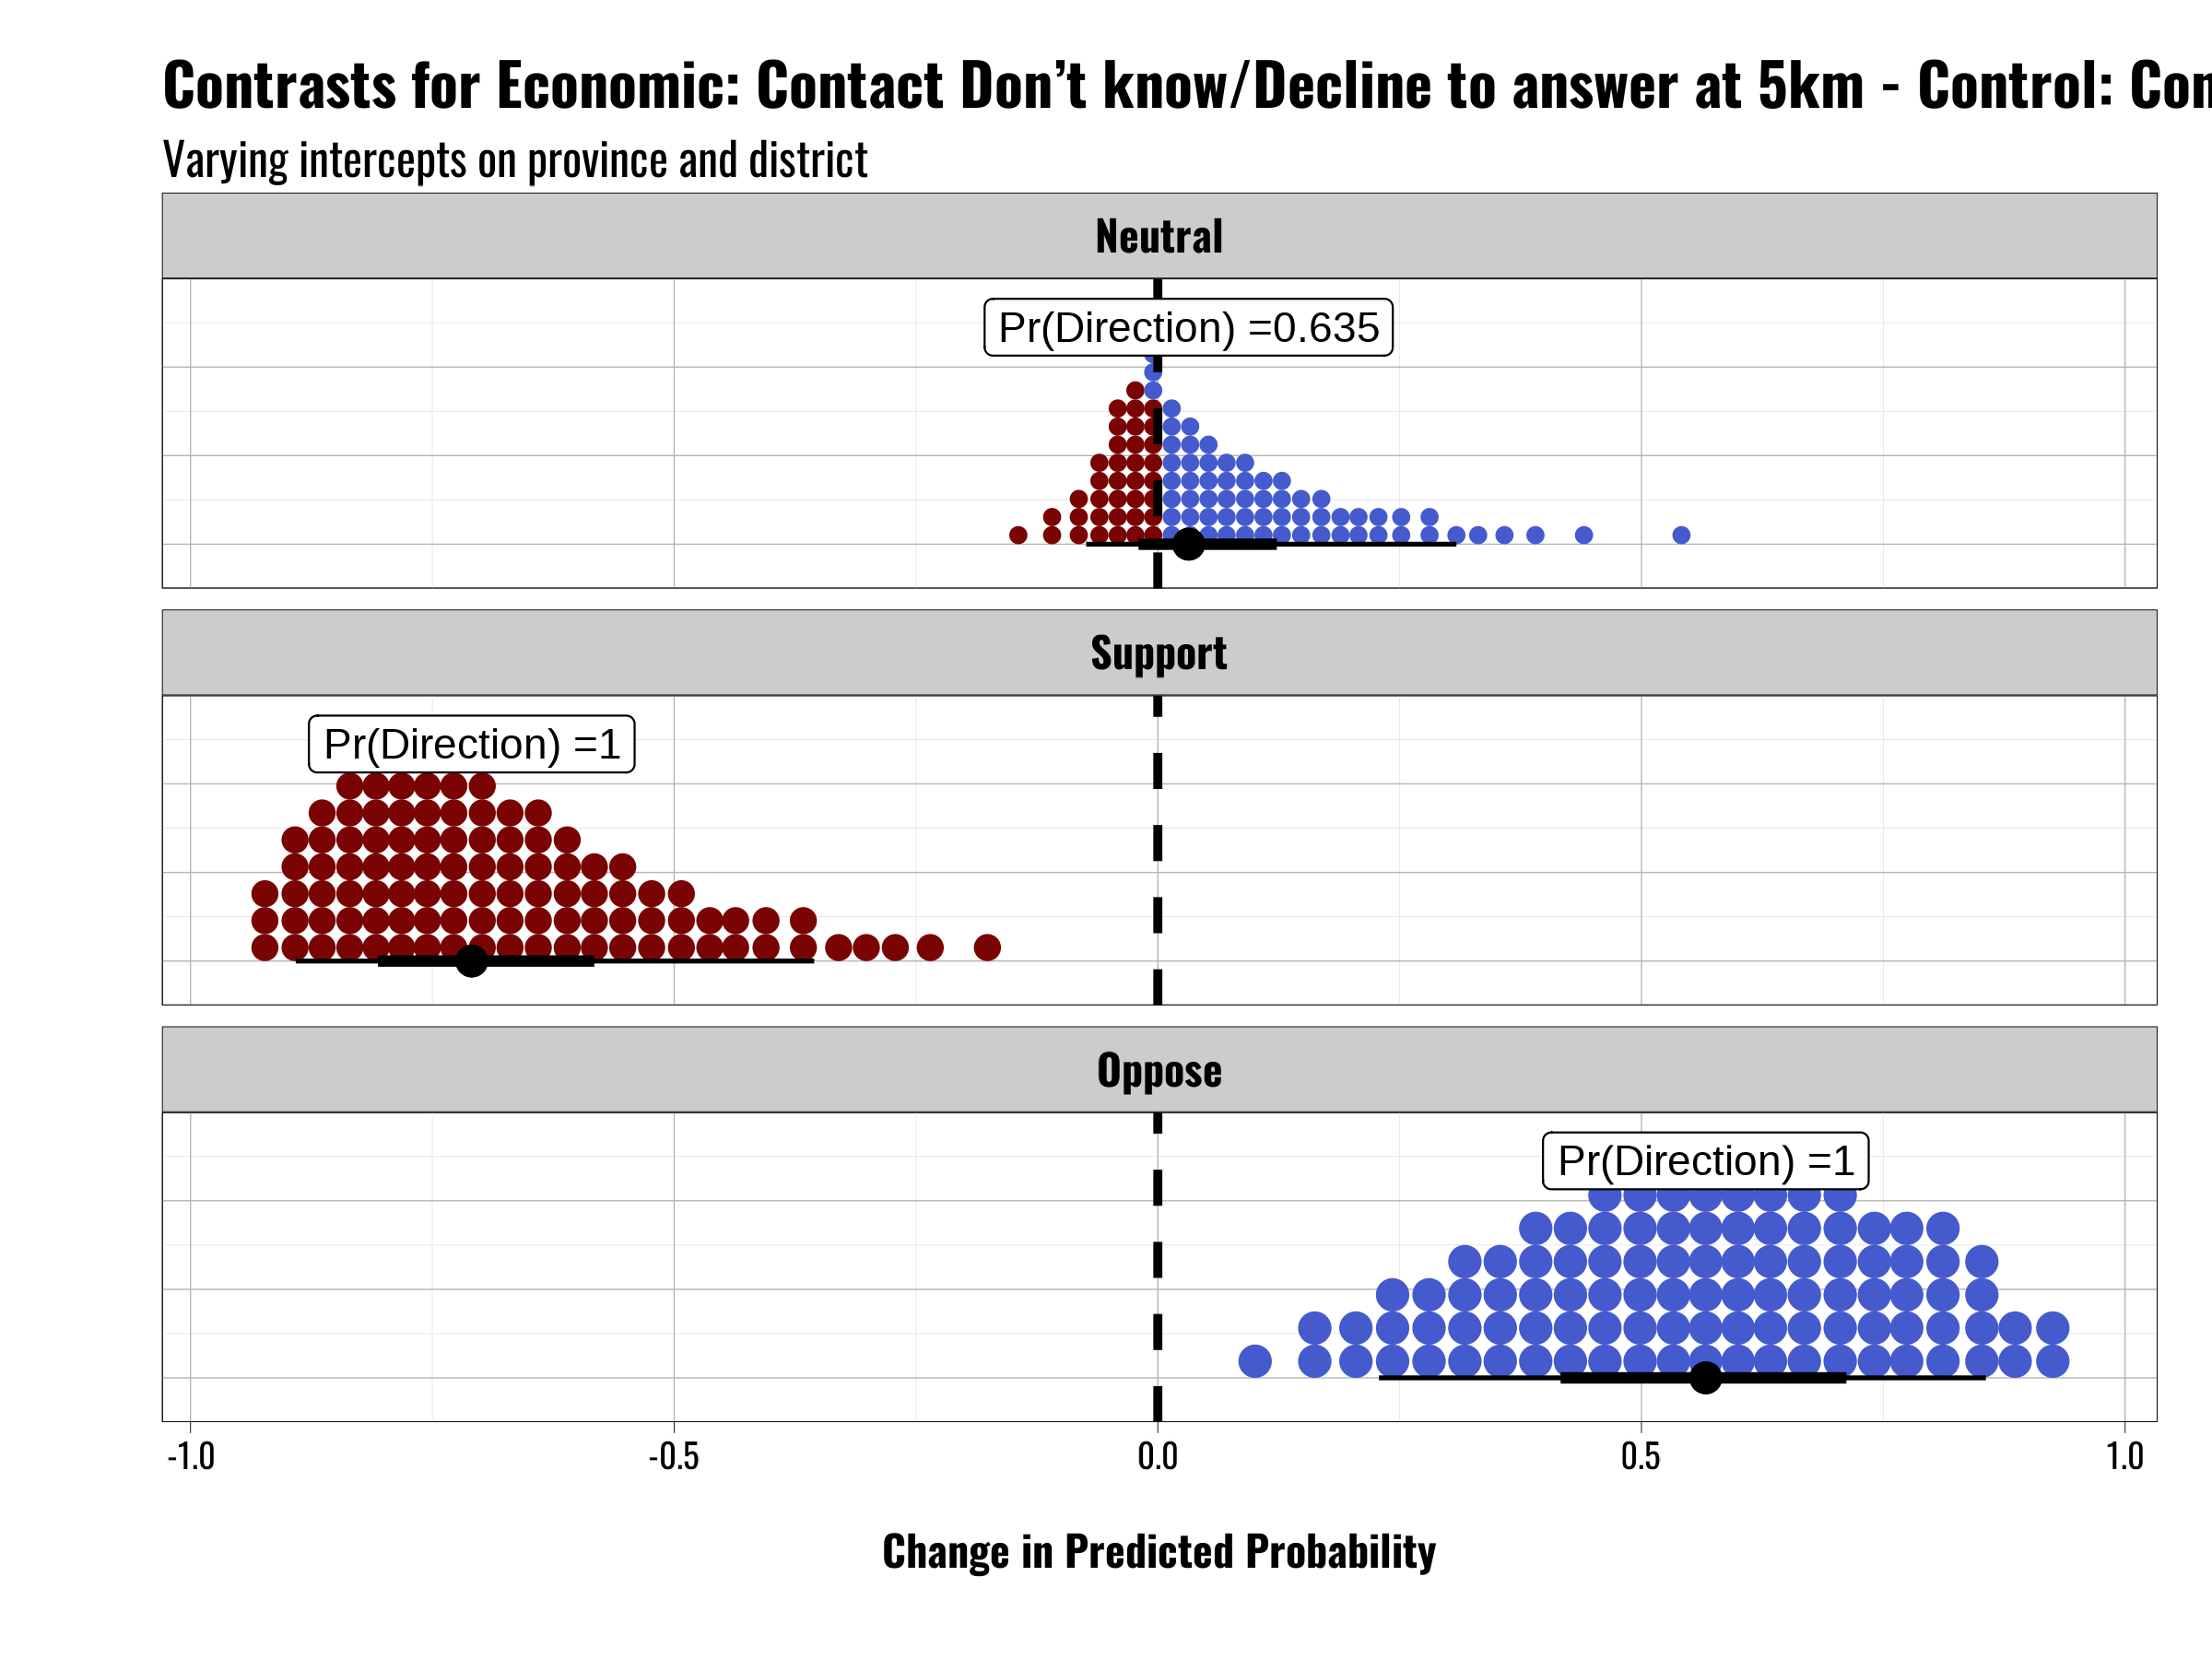 Contrasts for Economic: Contact Don’t know/Decline to answer at 5km - Control:
Varying intercepts on province and district
Neutral
Pr(Direction) =0.635
Support
Pr(Direction) =1
Oppose
Pr(Direction) =1
-1.0 -0.5 0.0 0.5 1.0
Change in Predicted Probability